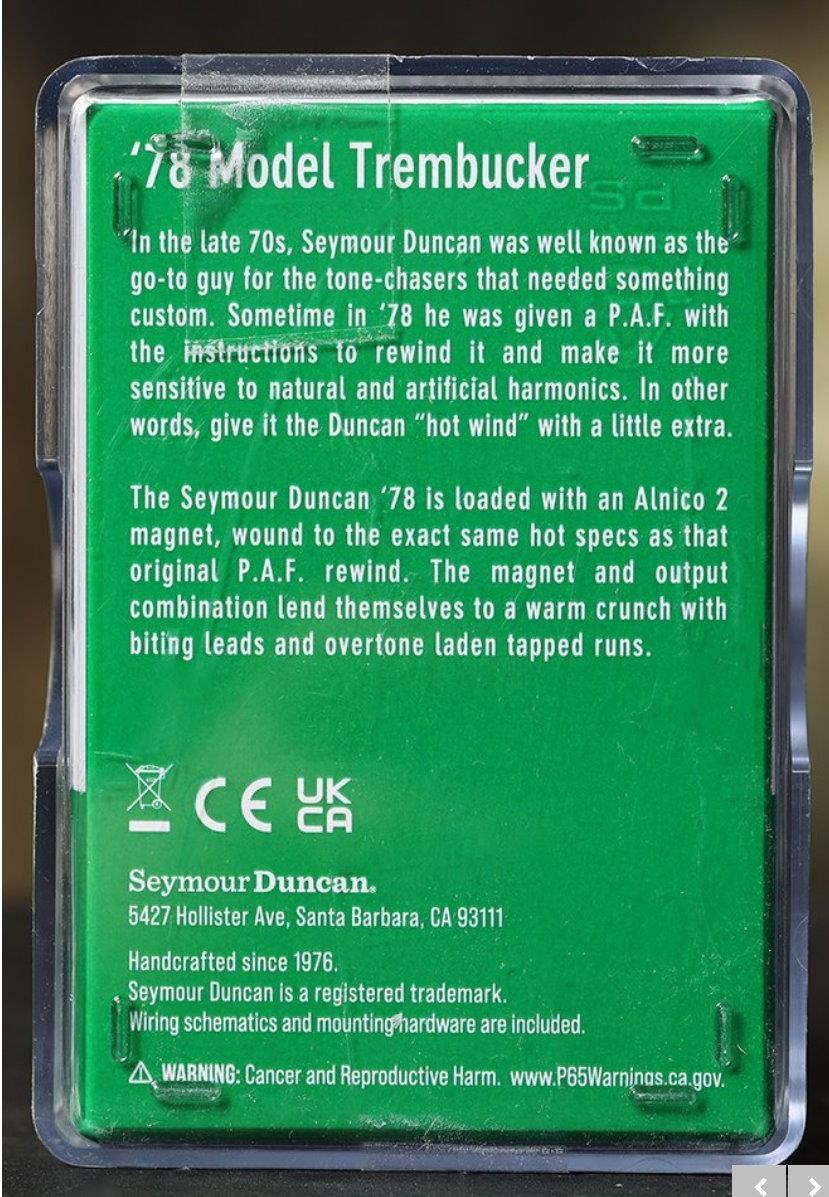 ‘78 Model Trembucker
In the late 70s, Seymour Duncan was well known as the
go-to guy for the tone-chasers that needed something
custom. Sometime in ‘78 he was given a P.A.F. with
the instructions to rewind it and make it more
sensitive to natural and artificial harmonics. In other
words, give it the Duncan “hot wind” with a little extra.
The Seymour Duncan ‘78 is loaded with an Alnico 2
magnet, wound to the exact same hot specs as that
original P.A.F. rewind. The magnet and output
combination lend themselves to a warm crunch with
biting leads and overtone laden tapped runs.
CE UK
CA
Seymour Duncan®
5427 Hollister Ave, Santa Barbara, CA 93111
Handcrafted since 1976.
Seymour Duncan is a registered trademark.
Wiring schematics and mounting hardware are included.
⚠ WARNING: Cancer and Reproductive Harm. www.P65Warnings.ca.gov.